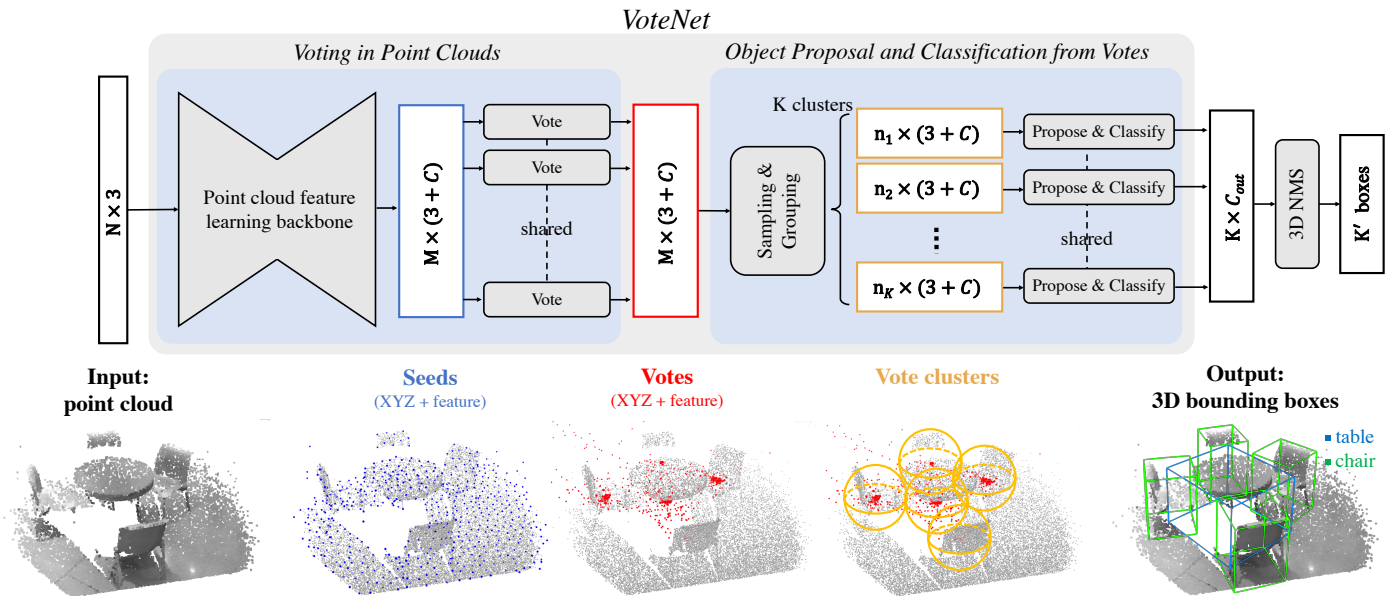 VoteNet
Voting in Point Clouds
Object Proposal and Classification from Votes
N × 3
Point cloud feature
learning backbone
M × (3 + C)
Vote
Vote
shared
Vote
M × (3 + C)
Sampling &
Grouping
K clusters
n₁ × (3 + C)
n₂ × (3 + C)
⋮
n_K × (3 + C)
Propose & Classify
Propose & Classify
shared
Propose & Classify
K × C_out
3D NMS
K′ boxes
Input:
point cloud
Seeds
(XYZ + feature)
Votes
(XYZ + feature)
Vote clusters
Output:
3D bounding boxes
table
chair